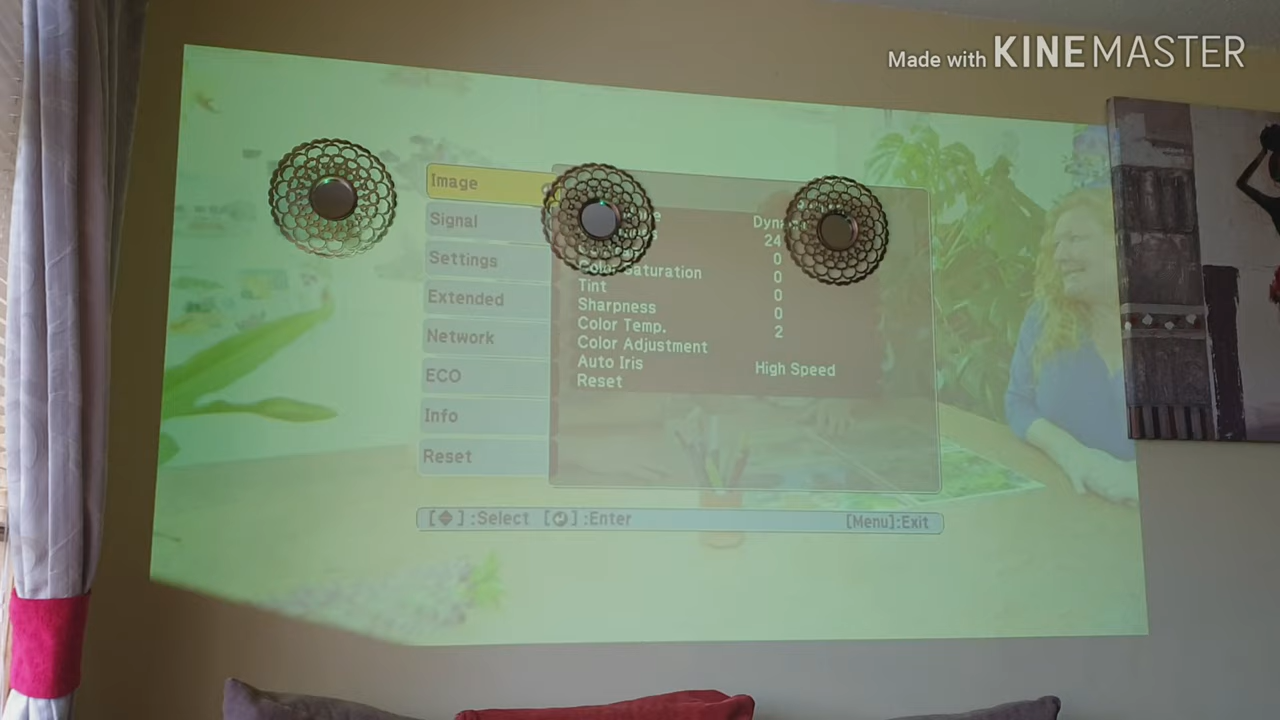 Made with KINEMASTER
Image
Signal
Settings
Extended
Network
ECO
Info
Reset
24
0
Color Saturation 0
Tint 0
Sharpness 0
Color Temp. 2
Color Adjustment
Auto Iris High Speed
Reset
[ ] :Select [ ] :Enter [Menu]:Exit